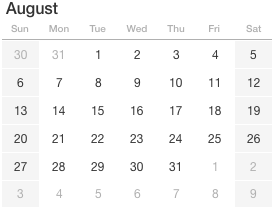 August
Sun Mon Tue Wed Thu Fri Sat
30 31 1 2 3 4 5
6 7 8 9 10 11 12
13 14 15 16 17 18 19
20 21 22 23 24 25 26
27 28 29 30 31 1 2
3 4 5 6 7 8 9